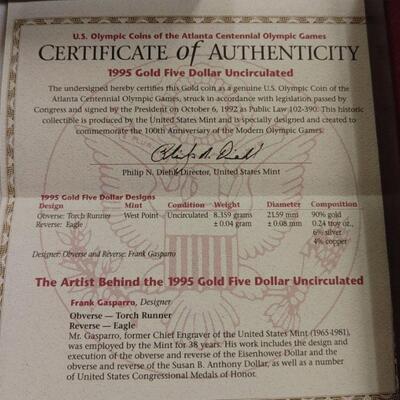 U.S. Olympic Coins of the Atlanta Centennial Olympic Games
CERTIFICATE of AUTHENTICITY
1995 Gold Five Dollar Uncirculated
The undersigned hereby certifies this Gold coin as a genuine U.S. Olympic Coin of the
Atlanta Centennial Olympic Games, struck in accordance with legislation passed by
Congress and signed by the President on October 6, 1992 as Public Law 102-390. This historic
collectible is produced by the United States Mint and is specially designed and created to
commemorate the 100th Anniversary of the Modern Olympic Games.
Philip N. Diehl
Philip N. Diehl, Director, United States Mint
1995 Gold Five Dollar Designs
Design Mint Condition Weight Diameter Composition
Obverse: Torch Runner West Point Uncirculated 8.359 grams 21.59 mm 90% gold
Reverse: Eagle ± 0.04 gram ± 0.08 mm 0.24 troy oz.,
6% silver
4% copper
Designer: Obverse and Reverse: Frank Gasparro
The Artist Behind the 1995 Gold Five Dollar Uncirculated
Frank Gasparro, Designer
Obverse — Torch Runner
Reverse — Eagle
Mr. Gasparro, former Chief Engraver of the United States Mint (1965-1981),
was employed by the Mint for 38 years. His work includes the design and
execution of the obverse and reverse of the Eisenhower Dollar and the
obverse and reverse of the Susan B. Anthony Dollar, as well as a number
of United States Congressional Medals of Honor.